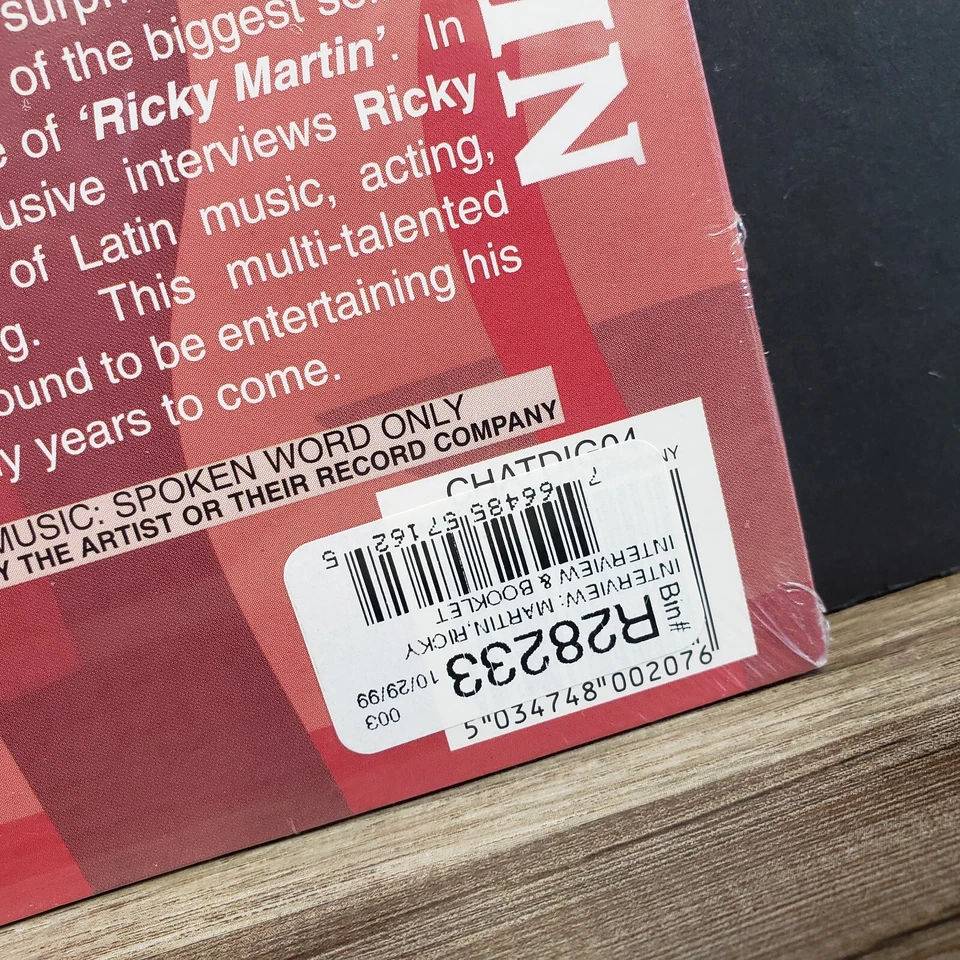 of the biggest
e of ‘Ricky Martin’. In
usive interviews Ricky
of Latin music, acting,
g. This multi-talented
ound to be entertaining his
y years to come.
IN
MUSIC: SPOKEN WORD ONLY
Y THE ARTIST OR THEIR RECORD COMPANY
NY
5"034748"002076"
7 66485 57162 5
INTERVIEW & BOOKLET
INTERVIEW: MARTIN,RICKY
Bin#
R28233
10/29/99
003